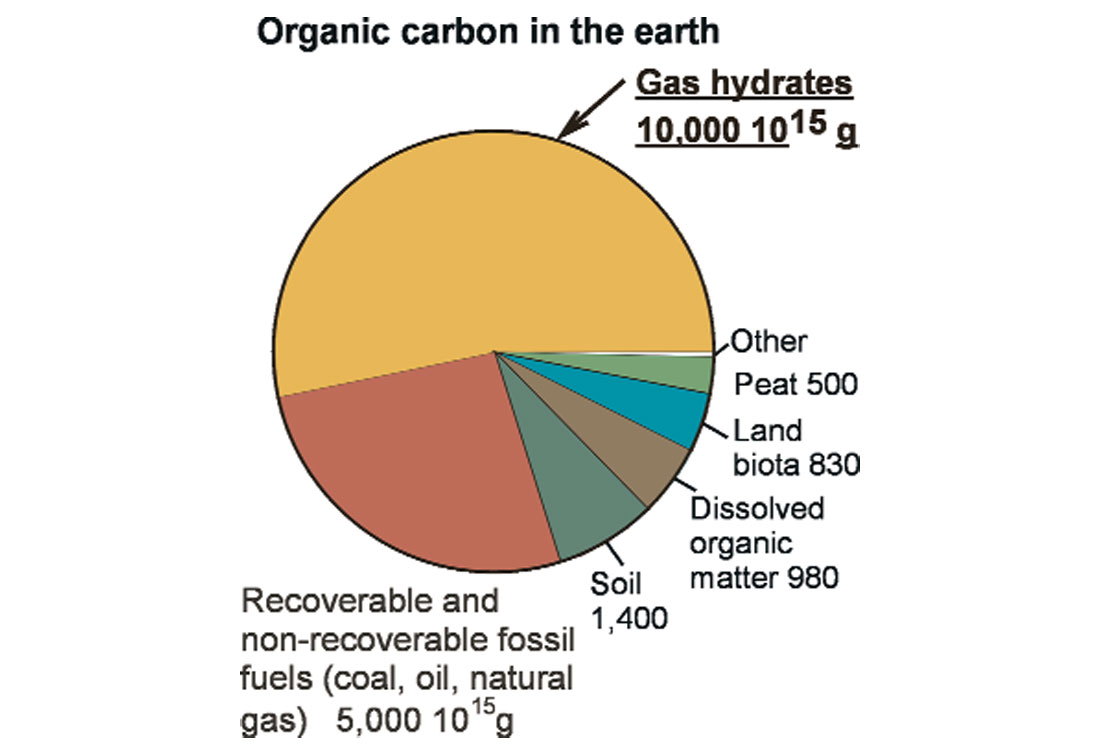 Organic carbon in the earth
Gas hydrates
10,000 10¹⁵ g
Other
Peat 500
Land
biota 830
Dissolved
organic
matter 980
Soil
1,400
Recoverable and
non-recoverable fossil
fuels (coal, oil, natural
gas) 5,000 10¹⁵g